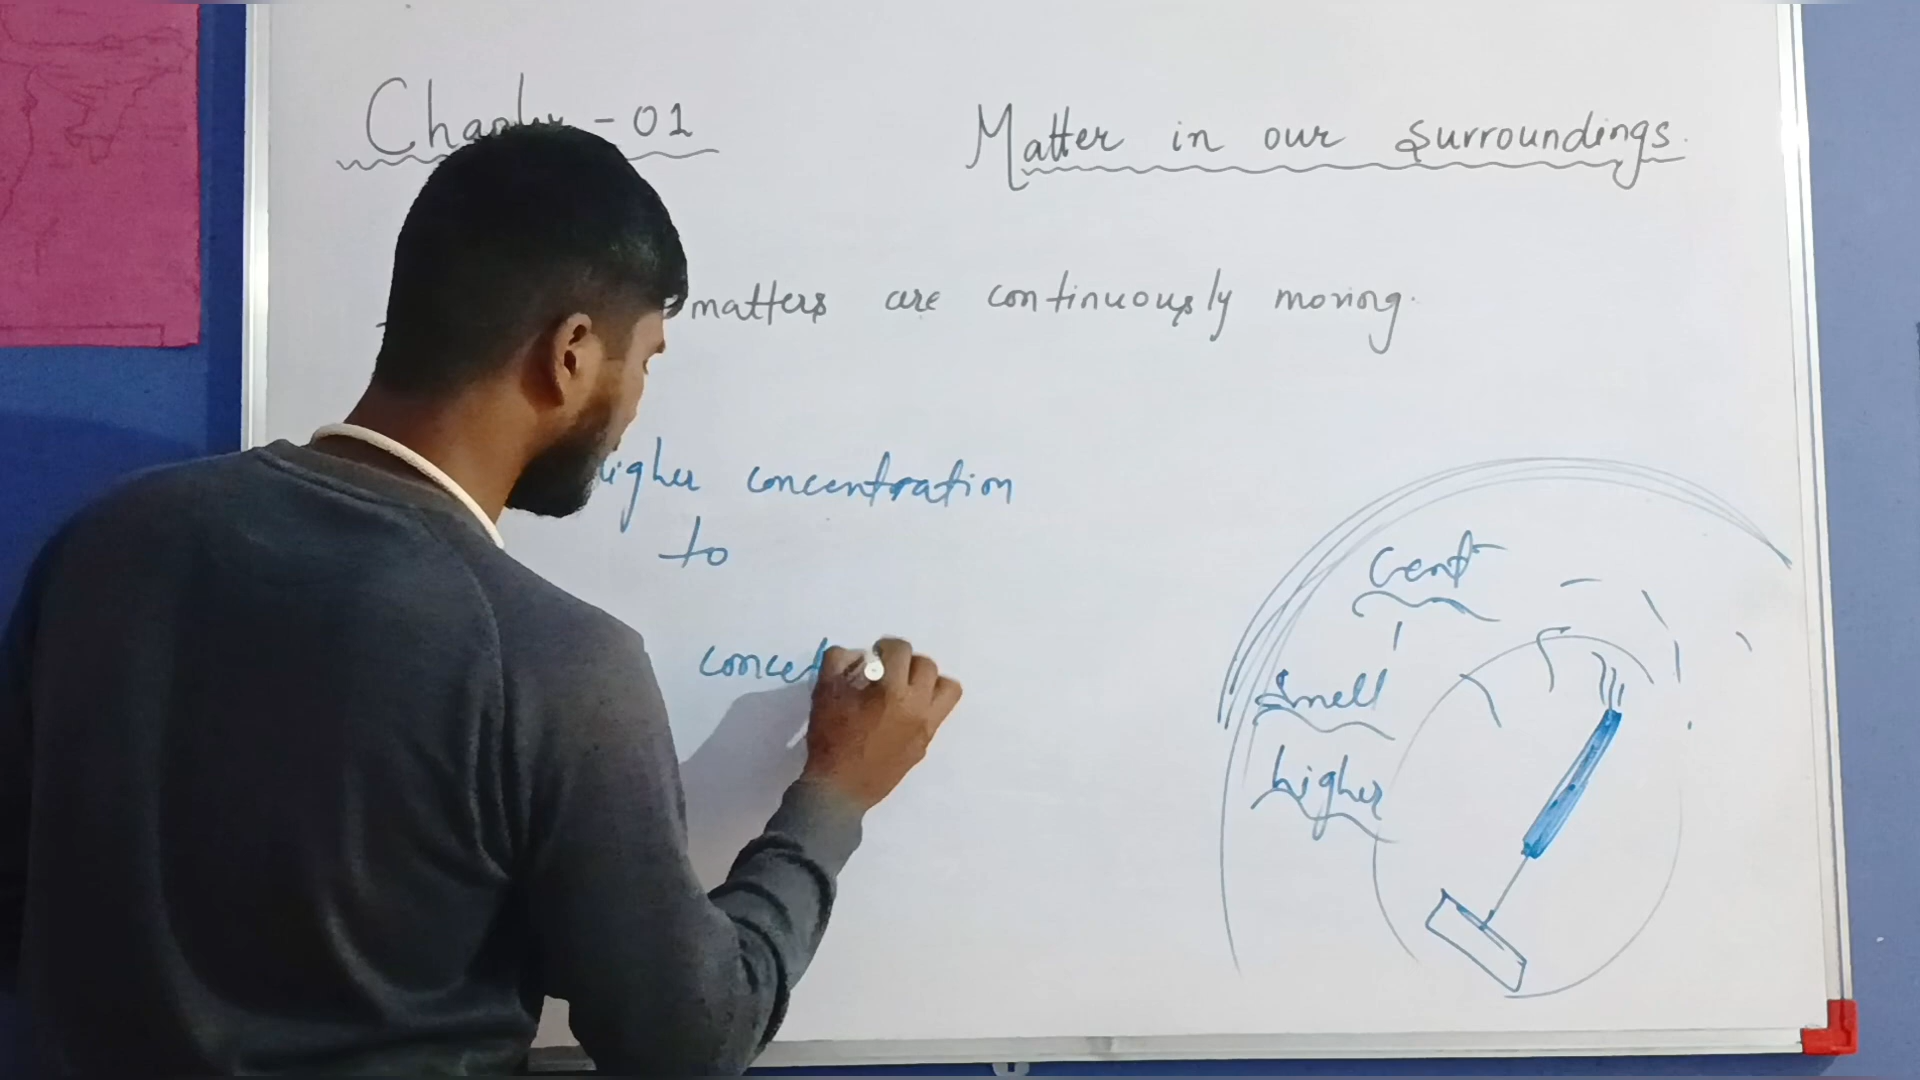 Chapter - 01
Matter in our surroundings.
matters are continuously moving.
higher concentration
to
concet
Cent
Smell
higher